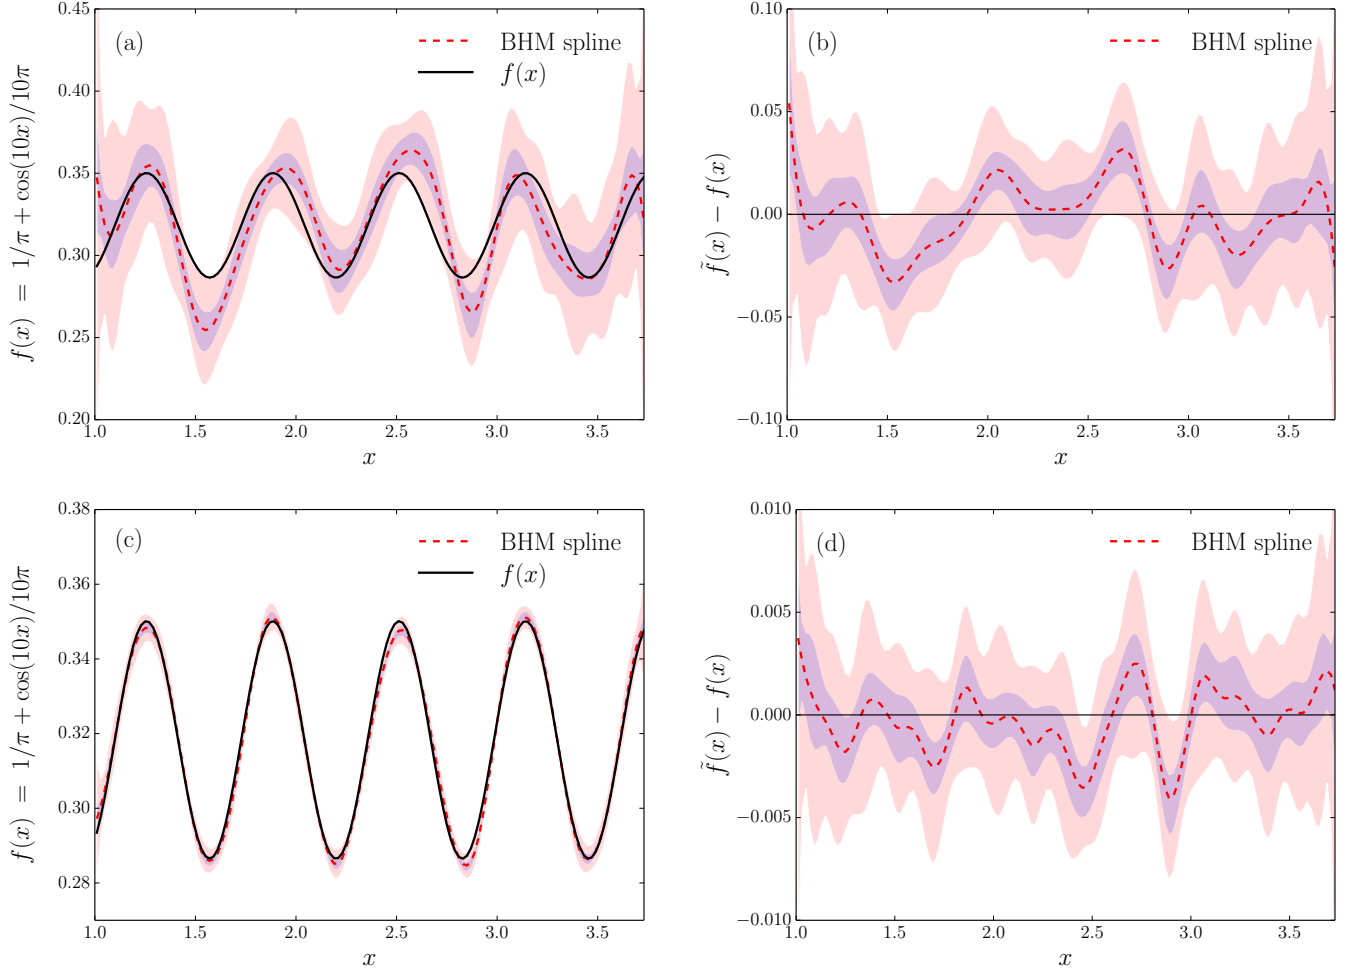 (a)
BHM spline
f(x)
f(x) = 1/π + cos(10x)/10π
0.45
0.40
0.35
0.30
0.25
0.20
1.0 1.5 2.0 2.5 3.0 3.5
x
(b)
BHM spline
f̃(x) − f(x)
0.10
0.05
0.00
−0.05
−0.10
1.0 1.5 2.0 2.5 3.0 3.5
x
(c)
BHM spline
f(x)
f(x) = 1/π + cos(10x)/10π
0.38
0.36
0.34
0.32
0.30
0.28
1.0 1.5 2.0 2.5 3.0 3.5
x
(d)
BHM spline
f̃(x) − f(x)
0.010
0.005
0.000
−0.005
−0.010
1.0 1.5 2.0 2.5 3.0 3.5
x